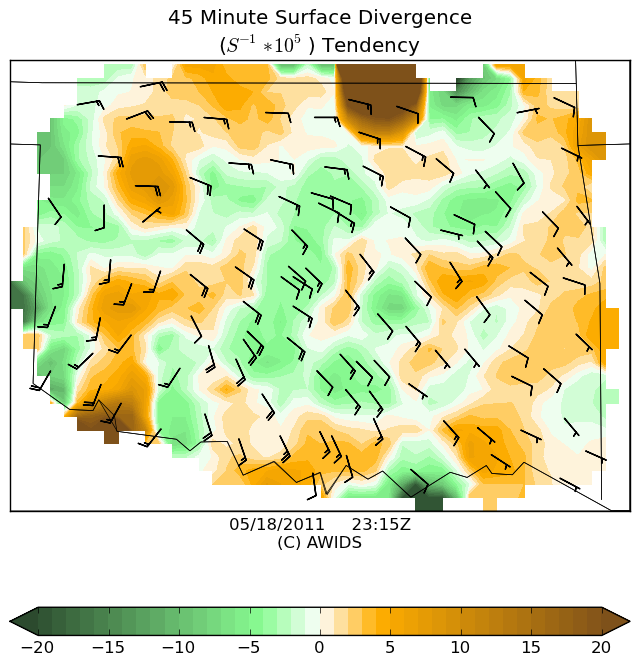 45 Minute Surface Divergence
(S⁻¹ *10⁵ ) Tendency
05/18/2011 23:15Z
(C) AWIDS
−20 −15 −10 −5 0 5 10 15 20